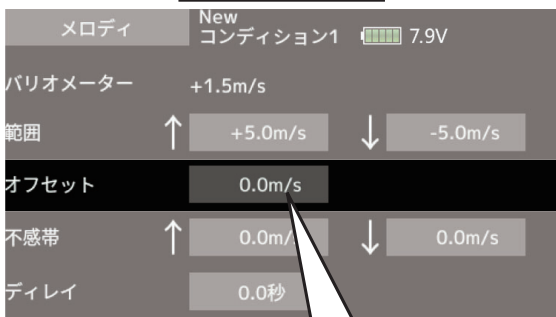 メロディ
New
コンディション1 7.9V
バリオメーター +1.5m/s
範囲 ↑ +5.0m/s ↓ -5.0m/s
オフセット 0.0m/s
不感帯 ↑ 0.0m/s ↓ 0.0m/s
ディレイ 0.0秒